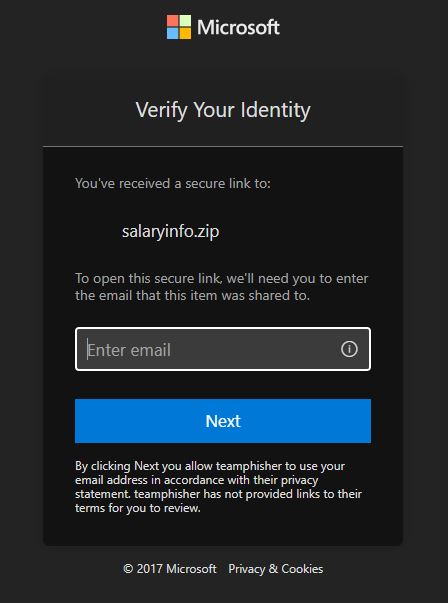 Microsoft
Verify Your Identity
You've received a secure link to:
salaryinfo.zip
To open this secure link, we'll need you to enter
the email that this item was shared to.
Enter email
Next
By clicking Next you allow teamphisher to use your
email address in accordance with their privacy
statement. teamphisher has not provided links to their
terms for you to review.
© 2017 Microsoft Privacy & Cookies